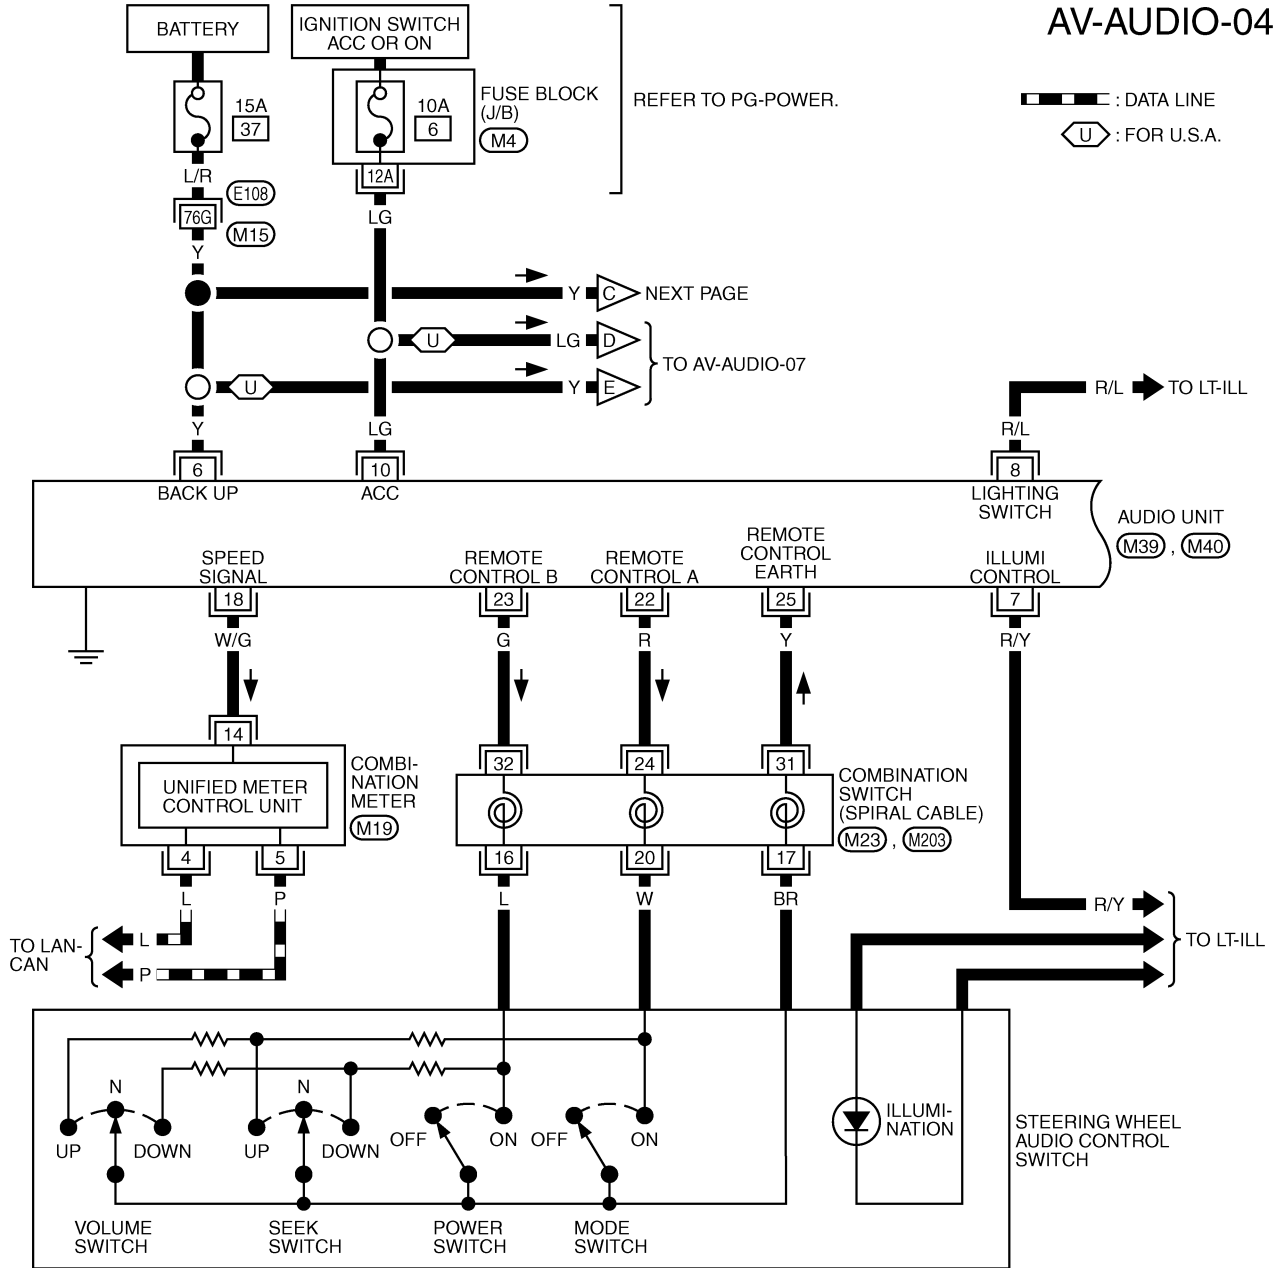 AV-AUDIO-04
BATTERY
IGNITION SWITCH
ACC OR ON
15A
37
10A
6
FUSE BLOCK
(J/B)
M4
REFER TO PG-POWER.
: DATA LINE
U : FOR U.S.A.
L/R
12A
E108
76G
M15
LG
Y
Y C NEXT PAGE
U LG D
TO AV-AUDIO-07
U Y E
R/L TO LT-ILL
Y
LG
R/L
6
10
8
BACK UP
ACC
LIGHTING
SWITCH
AUDIO UNIT
M39 , M40
SPEED
SIGNAL
REMOTE
CONTROL B
REMOTE
CONTROL A
REMOTE
CONTROL
EARTH
ILLUMI
CONTROL
18
23
22
25
7
W/G
G
R
Y
R/Y
14
32
24
31
UNIFIED METER
CONTROL UNIT
COMBI-
NATION
METER
M19
COMBINATION
SWITCH
(SPIRAL CABLE)
M23 , M203
4
5
16
20
17
L
P
L
W
BR
R/Y
TO LAN-
CAN
L
P
TO LT-ILL
N
UP
DOWN
N
UP
DOWN
OFF
ON
OFF
ON
ILLUMI-
NATION
STEERING WHEEL
AUDIO CONTROL
SWITCH
VOLUME
SWITCH
SEEK
SWITCH
POWER
SWITCH
MODE
SWITCH